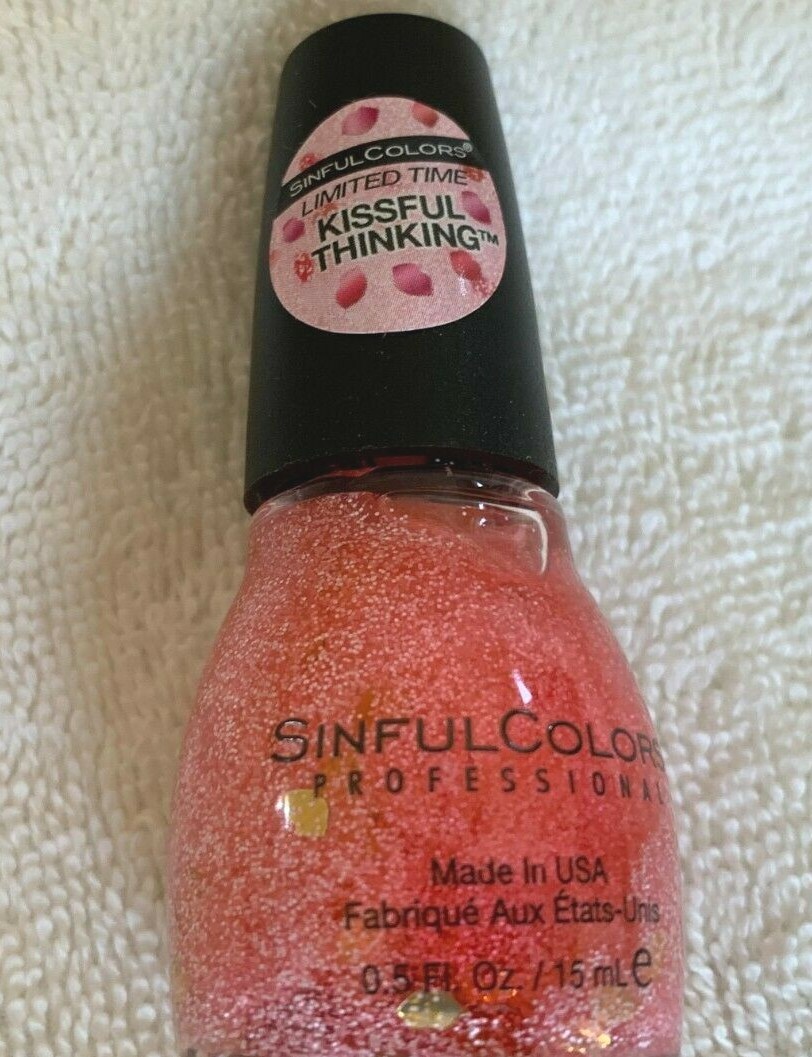 SINFULCOLORS®
LIMITED TIME
KISSFUL
THINKING™
SINFULCOLORS
PROFESSIONAL
Made In USA
Fabriqué Aux États-Unis
0.5 Fl. Oz. / 15 mL ℮